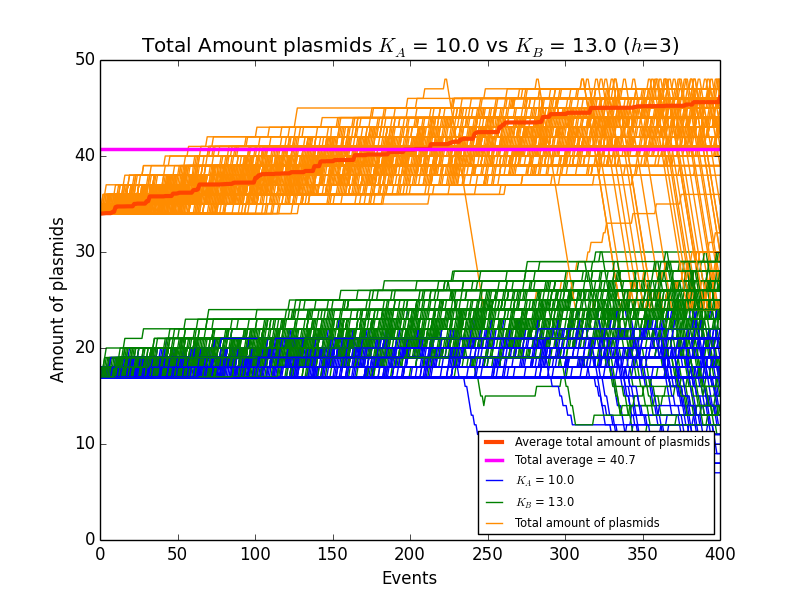 Total Amount plasmids K_A = 10.0 vs K_B = 13.0 (h=3)
50
40
30
20
10
0
Amount of plasmids
Average total amount of plasmids
Total average = 40.7
K_A = 10.0
K_B = 13.0
Total amount of plasmids
0 50 100 150 200 250 300 350 400
Events